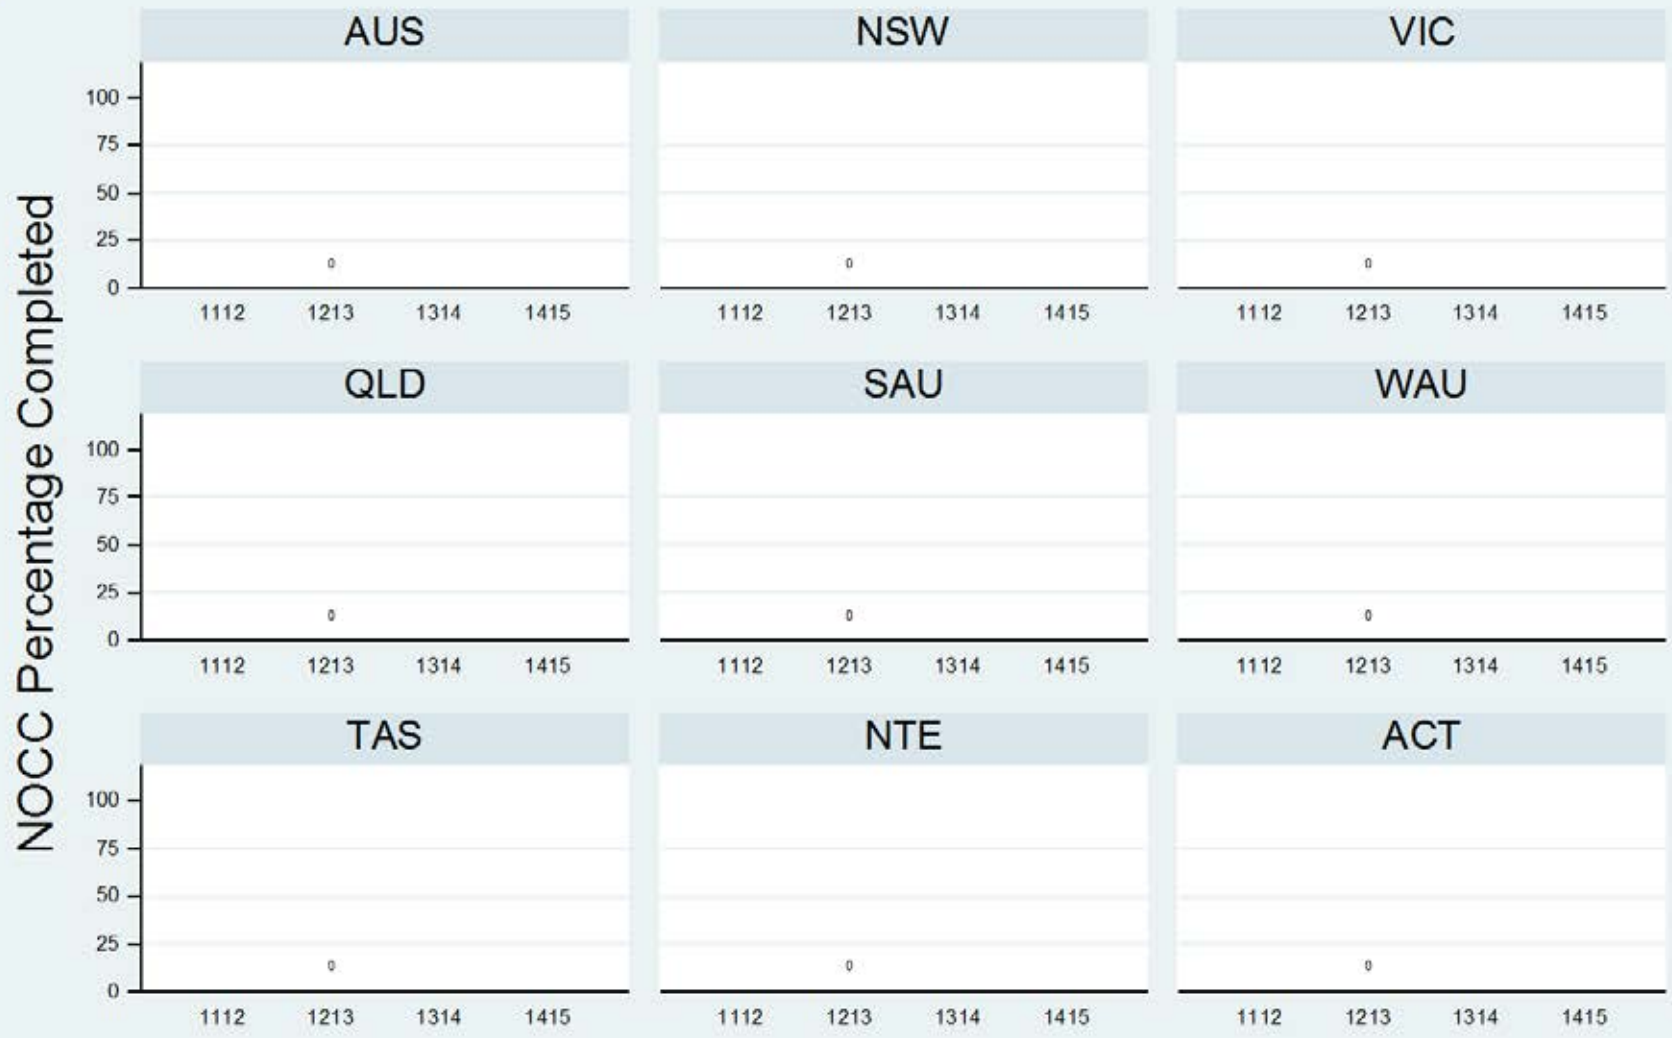 NOCC Percentage Completed
AUS NSW VIC
100
75
50
25
0 0 0
0
1112 1213 1314 1415 1112 1213 1314 1415 1112 1213 1314 1415
QLD SAU WAU
100
75
50
25
0 0 0
0
1112 1213 1314 1415 1112 1213 1314 1415 1112 1213 1314 1415
TAS NTE ACT
100
75
50
25
0 0 0
0
1112 1213 1314 1415 1112 1213 1314 1415 1112 1213 1314 1415